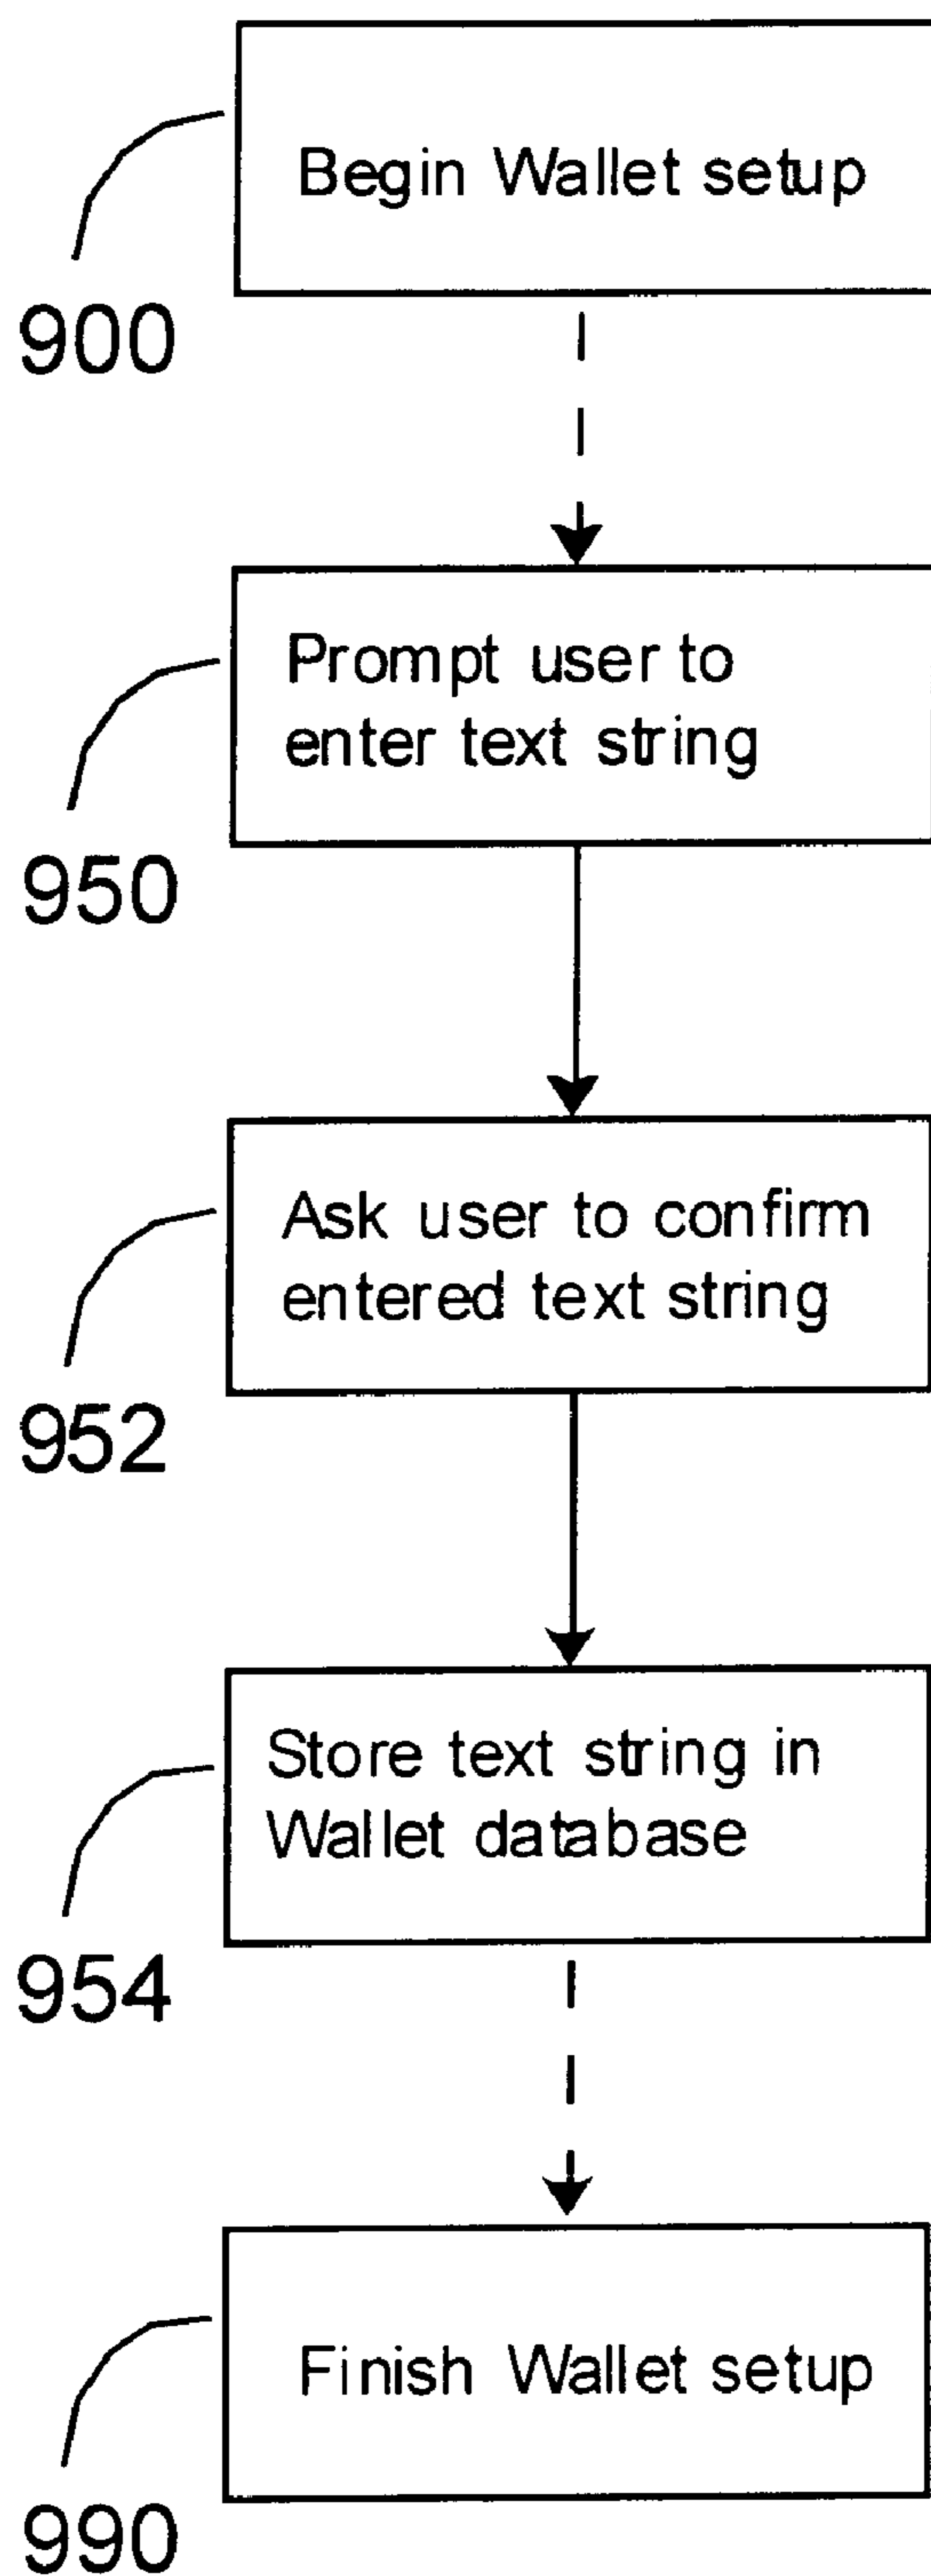 Begin Wallet setup
900
Prompt user to
enter text string
950
Ask user to confirm
entered text string
952
Store text string in
Wallet database
954
Finish Wallet setup
990